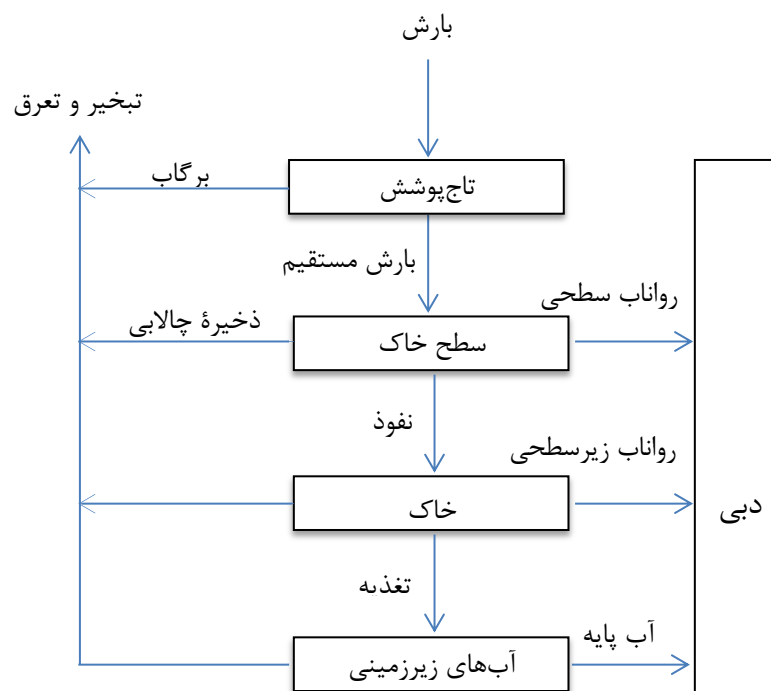 بارش
تبخیر و تعرق
برگاب
تاج‌پوشش
بارش مستقیم
رواناب سطحی
ذخیرۀ چالابی
سطح خاک
نفوذ
رواناب زیرسطحی
خاک
دبی
تغذیه
آب پایه
آب‌های زیرزمینی